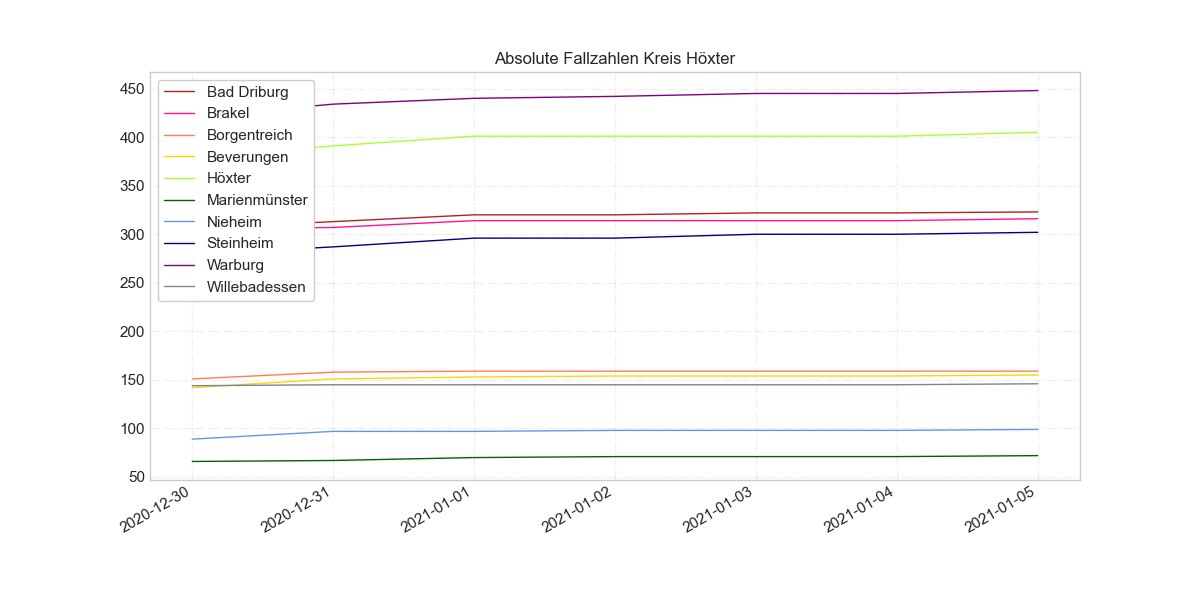 Absolute Fallzahlen Kreis Höxter
Bad Driburg
Brakel
Borgentreich
Beverungen
Höxter
Marienmünster
Nieheim
Steinheim
Warburg
Willebadessen
450
400
350
300
250
200
150
100
50
2020-12-30
2020-12-31
2021-01-01
2021-01-02
2021-01-03
2021-01-04
2021-01-05